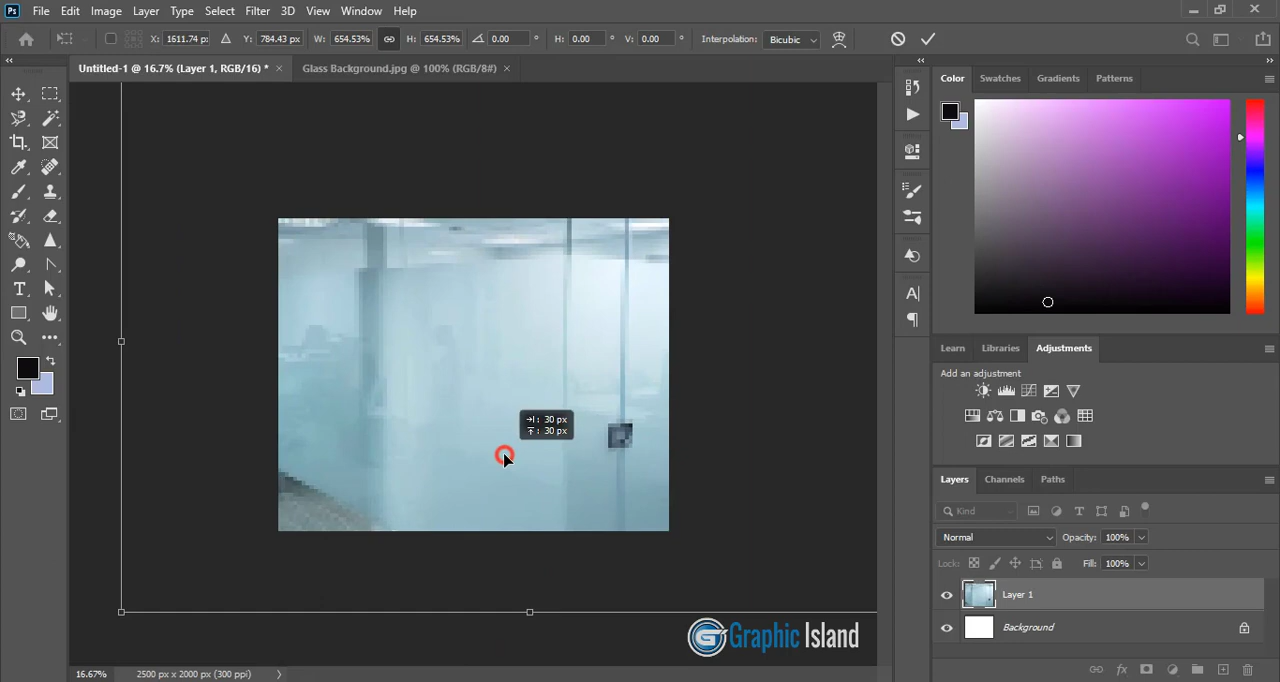 Ps File Edit Image Layer Type Select Filter 3D View Window Help
X: 1611.74 px Y: 784.43 px W: 654.53% H: 654.53% 0.00 ° H: 0.00 ° V: 0.00 ° Interpolation: Bicubic
Untitled-1 @ 16.7% (Layer 1, RGB/16) * × Glass Background.jpg @ 100% (RGB/8#) ×
Color Swatches Gradients Patterns
Learn Libraries Adjustments
Add an adjustment
: 30 px
: 30 px
Layers Channels Paths
Kind
Normal Opacity: 100%
Lock: Fill: 100%
Layer 1
Background
G Graphic Island
16.67% 2500 px x 2000 px (300 ppi)